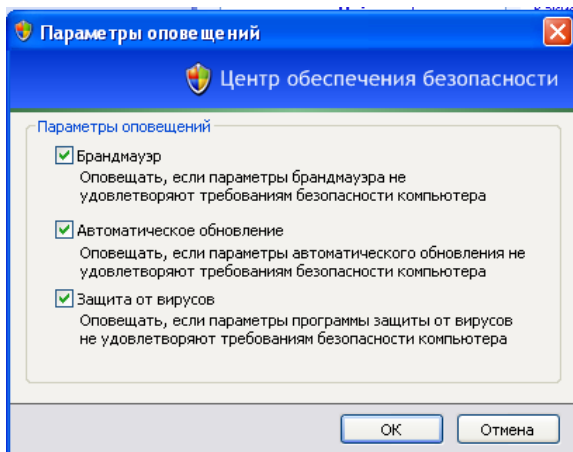 Параметры оповещений
Центр обеспечения безопасности
Параметры оповещений
Брандмауэр
Оповещать, если параметры брандмауэра не
удовлетворяют требованиям безопасности компьютера
Автоматическое обновление
Оповещать, если параметры автоматического обновления не
удовлетворяют требованиям безопасности компьютера
Защита от вирусов
Оповещать, если параметры программы защиты от вирусов
не удовлетворяют требованиям безопасности компьютера
ОК
Отмена